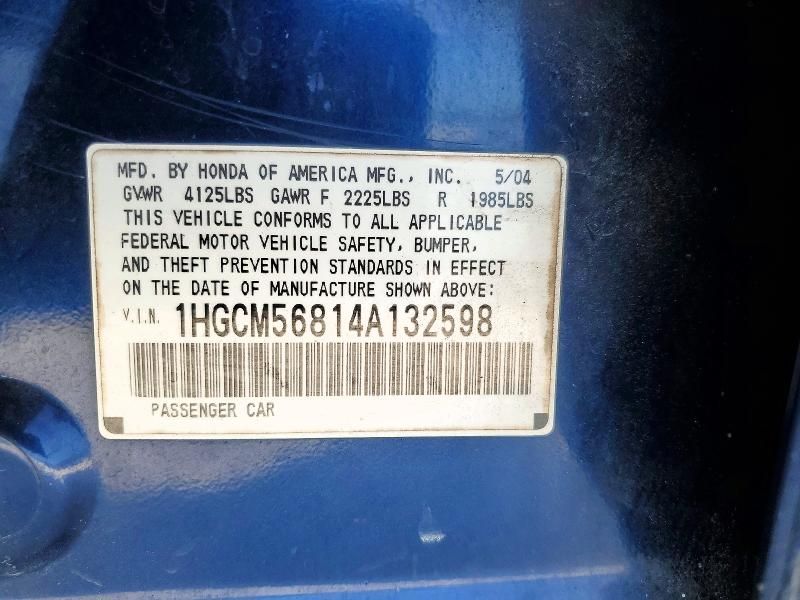 MFD. BY HONDA OF AMERICA MFG., INC. 5/04
GVWR 4125LBS GAWR F 2225LBS R 1985LBS
THIS VEHICLE CONFORMS TO ALL APPLICABLE
FEDERAL MOTOR VEHICLE SAFETY, BUMPER,
AND THEFT PREVENTION STANDARDS IN EFFECT
ON THE DATE OF MANUFACTURE SHOWN ABOVE:
V.I.N. 1HGCM56814A132598
PASSENGER CAR